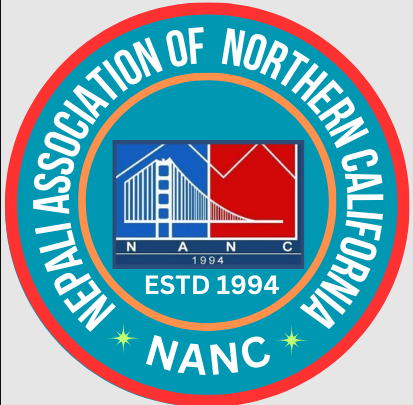 NEPALI ASSOCIATION OF NORTHERN CALIFORNIA
N A N C
1994
ESTD 1994
NANC